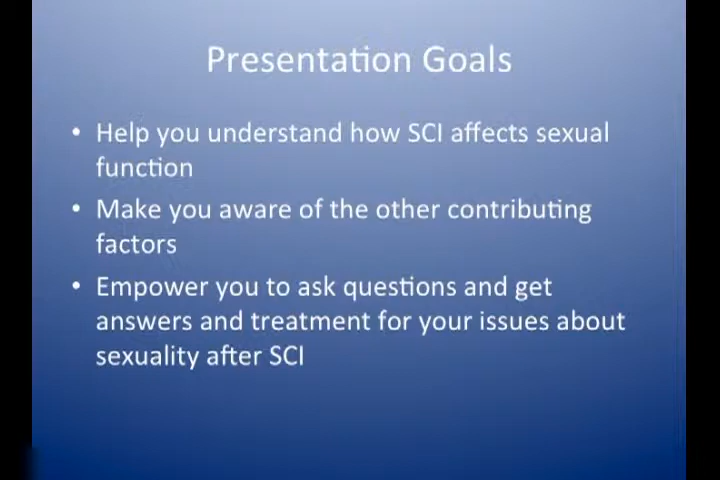 Presentation Goals
• Help you understand how SCI affects sexual
function
• Make you aware of the other contributing
factors
• Empower you to ask questions and get
answers and treatment for your issues about
sexuality after SCI